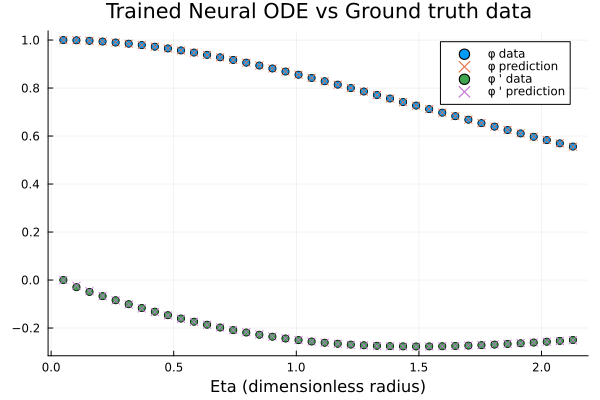 Trained Neural ODE vs Ground truth data
φ data
φ prediction
φ ' data
φ ' prediction
1.0
0.8
0.6
0.4
0.2
0.0
−0.2
0.0 0.5 1.0 1.5 2.0
Eta (dimensionless radius)